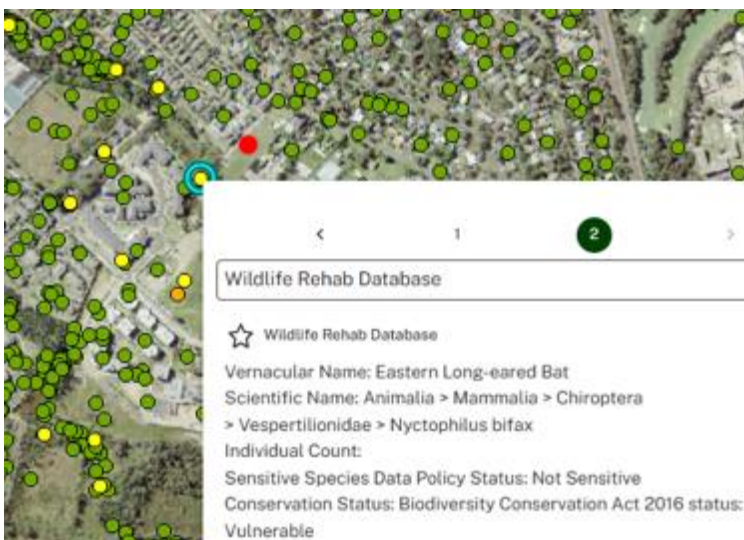 < 1 2 >
Wildlife Rehab Database
Wildlife Rehab Database
Vernacular Name: Eastern Long-eared Bat
Scientific Name: Animalia > Mammalia > Chiroptera
> Vespertilionidae > Nyctophilus bifax
Individual Count:
Sensitive Species Data Policy Status: Not Sensitive
Conservation Status: Biodiversity Conservation Act 2016 status:
Vulnerable